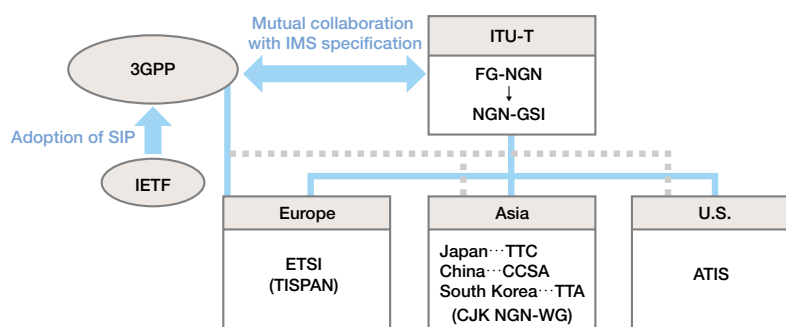 Mutual collaboration
with IMS specification
ITU-T
3GPP
FG-NGN
↓
NGN-GSI
Adoption of SIP
IETF
Europe
Asia
U.S.
ETSI
(TISPAN)
Japan…TTC
China…CCSA
South Korea…TTA
(CJK NGN-WG)
ATIS